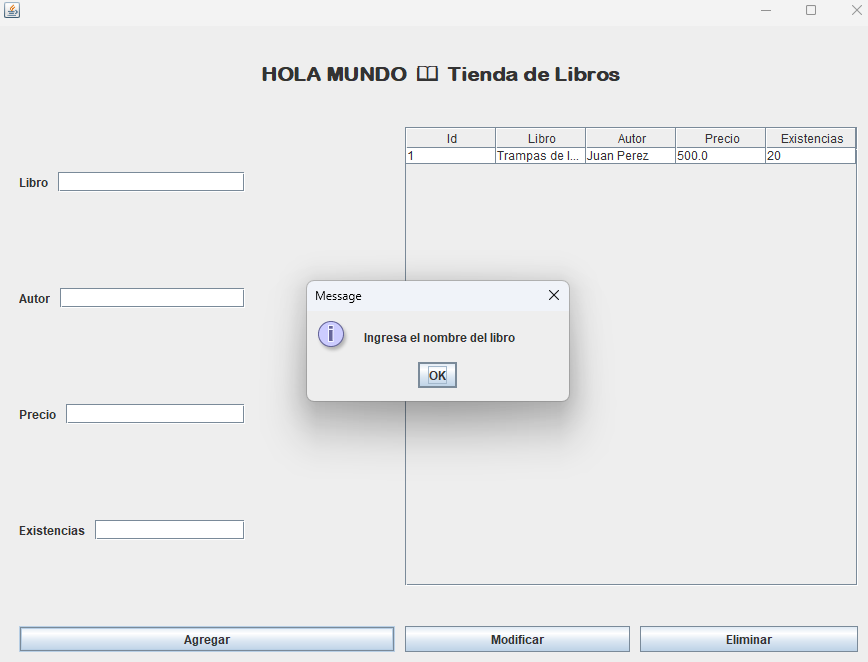 HOLA MUNDO 🕮 Tienda de Libros
Id Libro Autor Precio Existencias
1 Trampas de l... Juan Perez 500.0 20
Libro
Autor
Message
Ingresa el nombre del libro
OK
Precio
Existencias
Agregar Modificar Eliminar